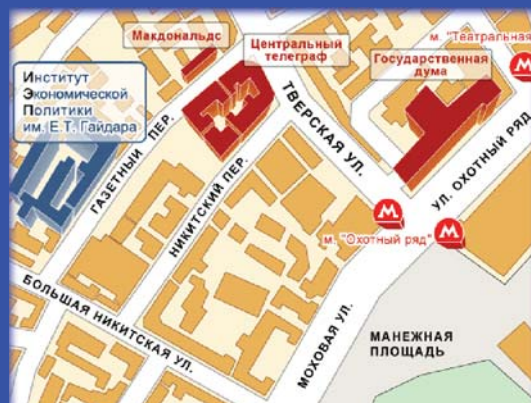 Макдональдс
Центральный
телеграф
м. "Театральная
Государственная
дума
Институт
Экономической
Политики
им. Е.Т. Гайдара
ТВЕРСКАЯ УЛ.
УЛ. ОХОТНЫЙ РЯД
ГАЗЕТНЫЙ ПЕР.
НИКИТСКИЙ ПЕР.
М
М
М
м. "Охотный ряд"
БОЛЬШАЯ НИКИТСКАЯ УЛ.
МОХОВАЯ УЛ.
МАНЕЖНАЯ
ПЛОЩАДЬ